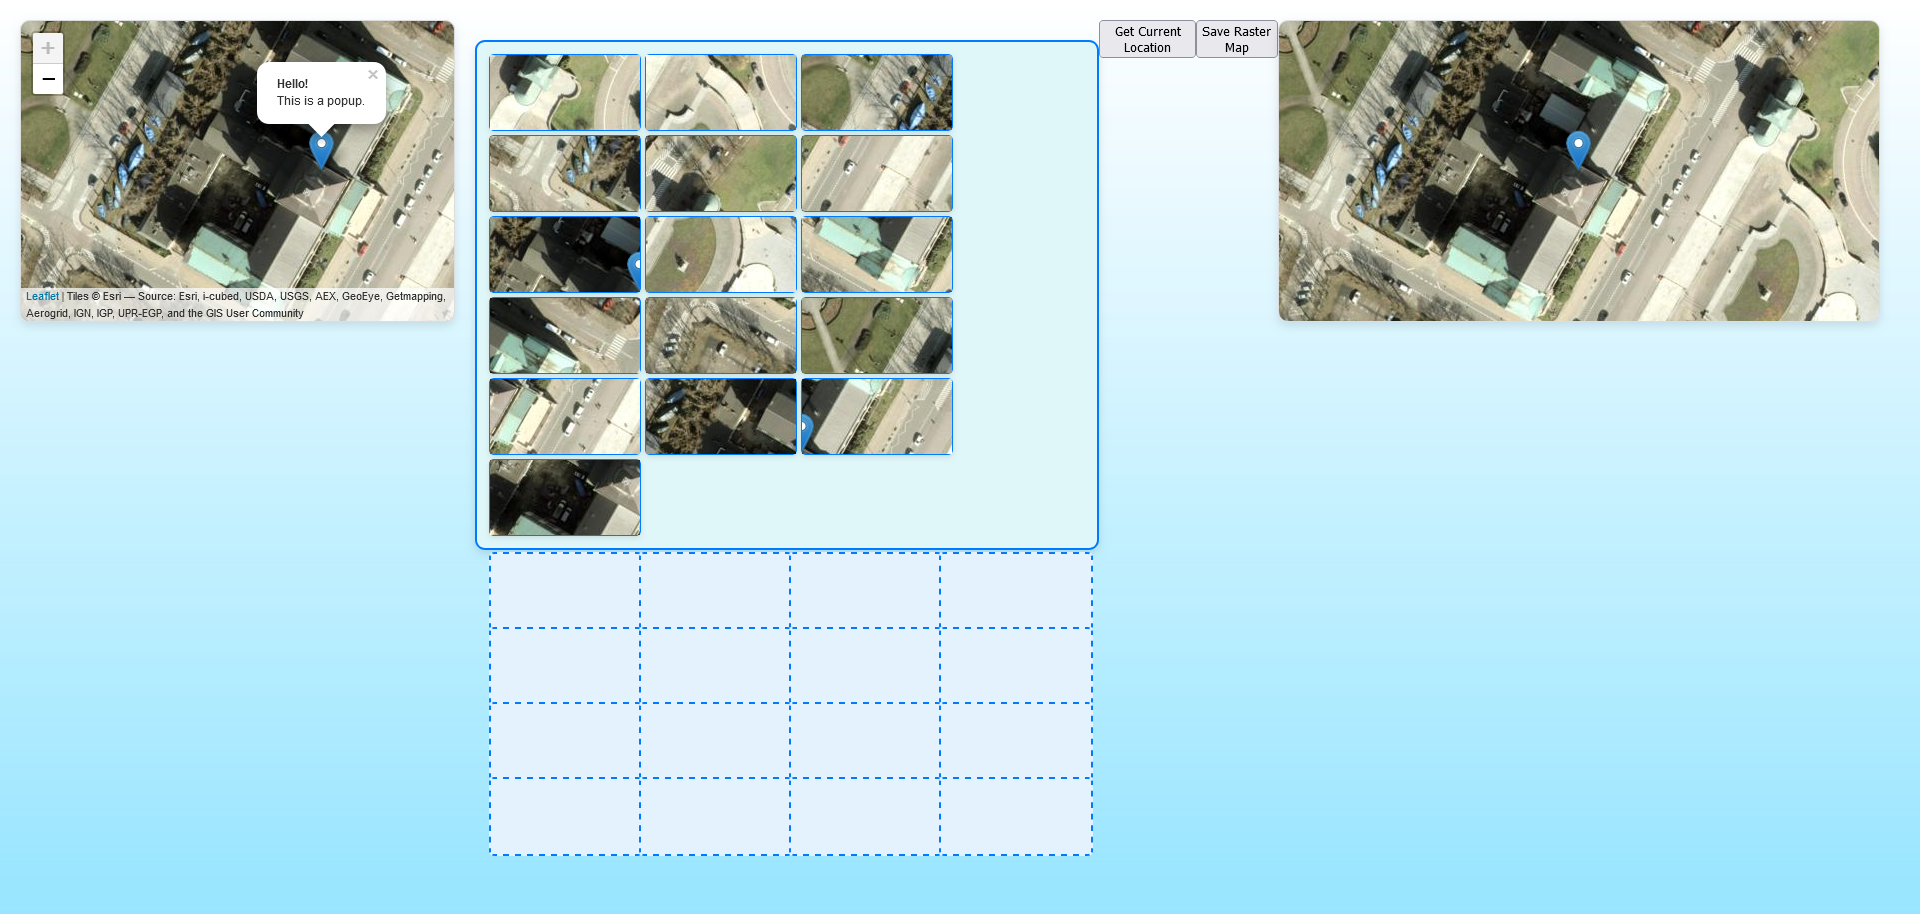 +
−
×
Hello!
This is a popup.
Leaflet | Tiles © Esri — Source: Esri, i-cubed, USDA, USGS, AEX, GeoEye, Getmapping,
Aerogrid, IGN, IGP, UPR-EGP, and the GIS User Community
Get Current
Location
Save Raster
Map